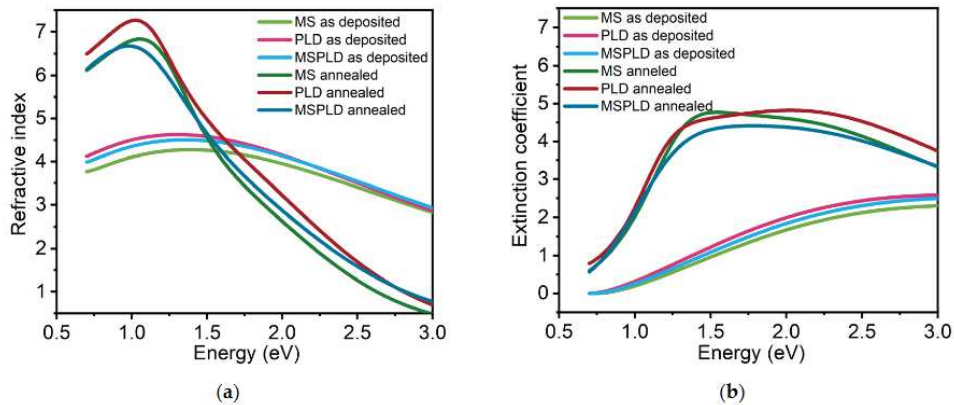 7
6
5
4
3
2
1
Refractive index
MS as deposited
PLD as deposited
MSPLD as deposited
MS annealed
PLD annealed
MSPLD annealed
0.5 1.0 1.5 2.0 2.5 3.0
Energy (eV)
(a)
7
6
5
4
3
2
1
0
Extinction coefficient
MS as deposited
PLD as deposited
MSPLD as deposited
MS anneled
PLD annealed
MSPLD annealed
0.5 1.0 1.5 2.0 2.5 3.0
Energy (eV)
(b)